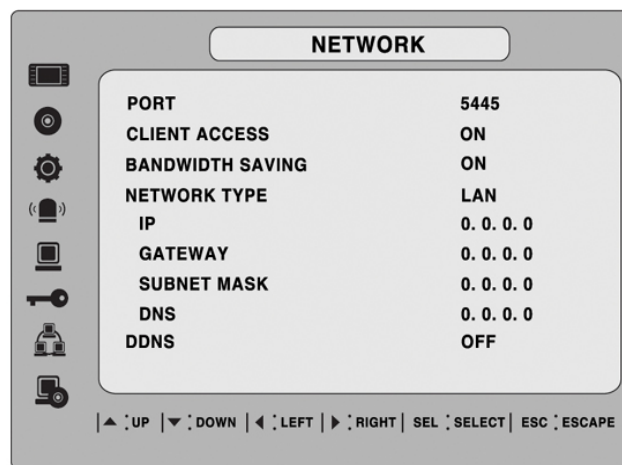 NETWORK
PORT 5445
CLIENT ACCESS ON
BANDWIDTH SAVING ON
NETWORK TYPE LAN
IP 0. 0. 0. 0
GATEWAY 0. 0. 0. 0
SUBNET MASK 0. 0. 0. 0
DNS 0. 0. 0. 0
DDNS OFF
|▲ : UP |▼ : DOWN |◀ : LEFT |▶ : RIGHT | SEL : SELECT | ESC : ESCAPE